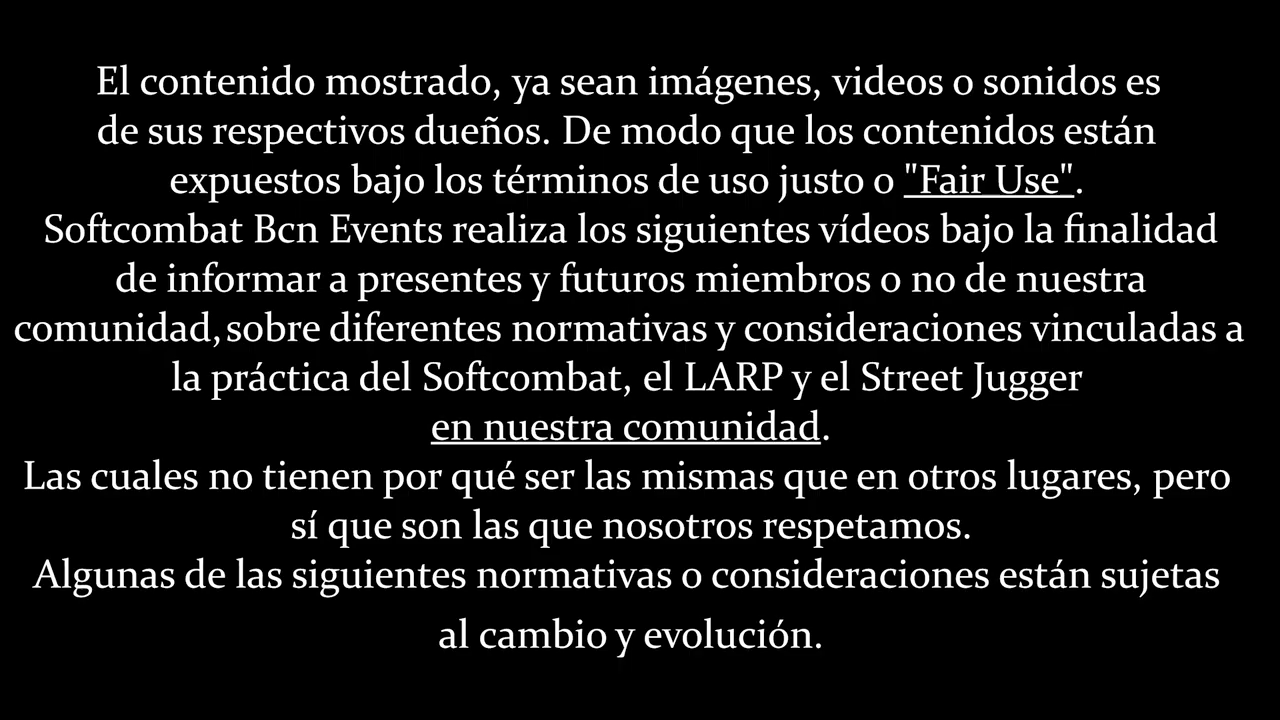 El contenido mostrado, ya sean imágenes, videos o sonidos es
de sus respectivos dueños. De modo que los contenidos están
expuestos bajo los términos de uso justo o "Fair Use".
Softcombat Bcn Events realiza los siguientes vídeos bajo la finalidad
de informar a presentes y futuros miembros o no de nuestra
comunidad, sobre diferentes normativas y consideraciones vinculadas a
la práctica del Softcombat, el LARP y el Street Jugger
en nuestra comunidad.
Las cuales no tienen por qué ser las mismas que en otros lugares, pero
sí que son las que nosotros respetamos.
Algunas de las siguientes normativas o consideraciones están sujetas
al cambio y evolución.